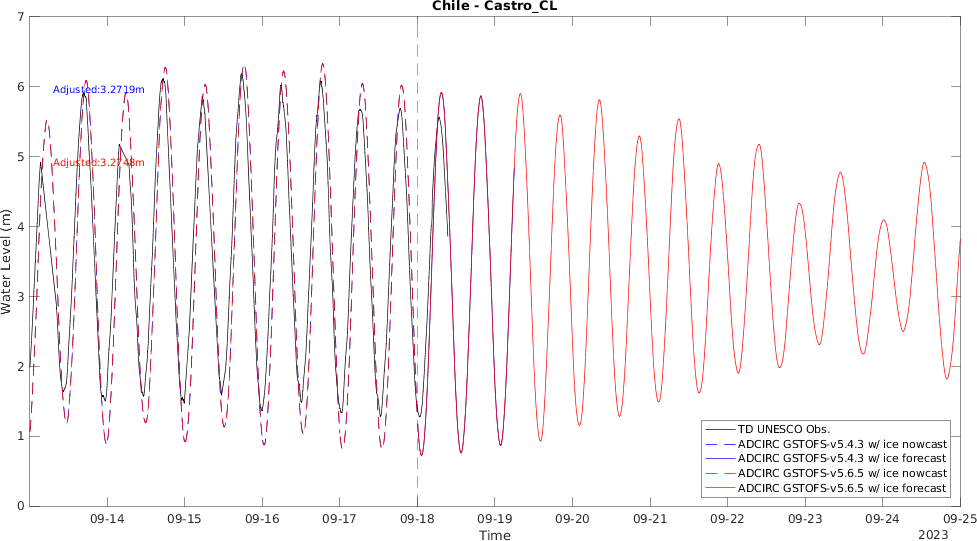 Chile - Castro_CL
7
6
5
4
3
2
1
0
Water Level (m)
Adjusted:3.2719m
Adjusted:3.2748m
TD UNESCO Obs.
ADCIRC GSTOFS-v5.4.3 w/ ice nowcast
ADCIRC GSTOFS-v5.4.3 w/ ice forecast
ADCIRC GSTOFS-v5.6.5 w/ ice nowcast
ADCIRC GSTOFS-v5.6.5 w/ ice forecast
09-14 09-15 09-16 09-17 09-18 09-19 09-20 09-21 09-22 09-23 09-24 09-25
Time
2023